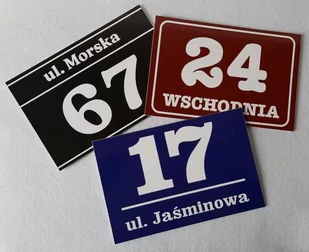 ul. Morska
67
24
WSCHODNIA
17
ul. Jaśminowa